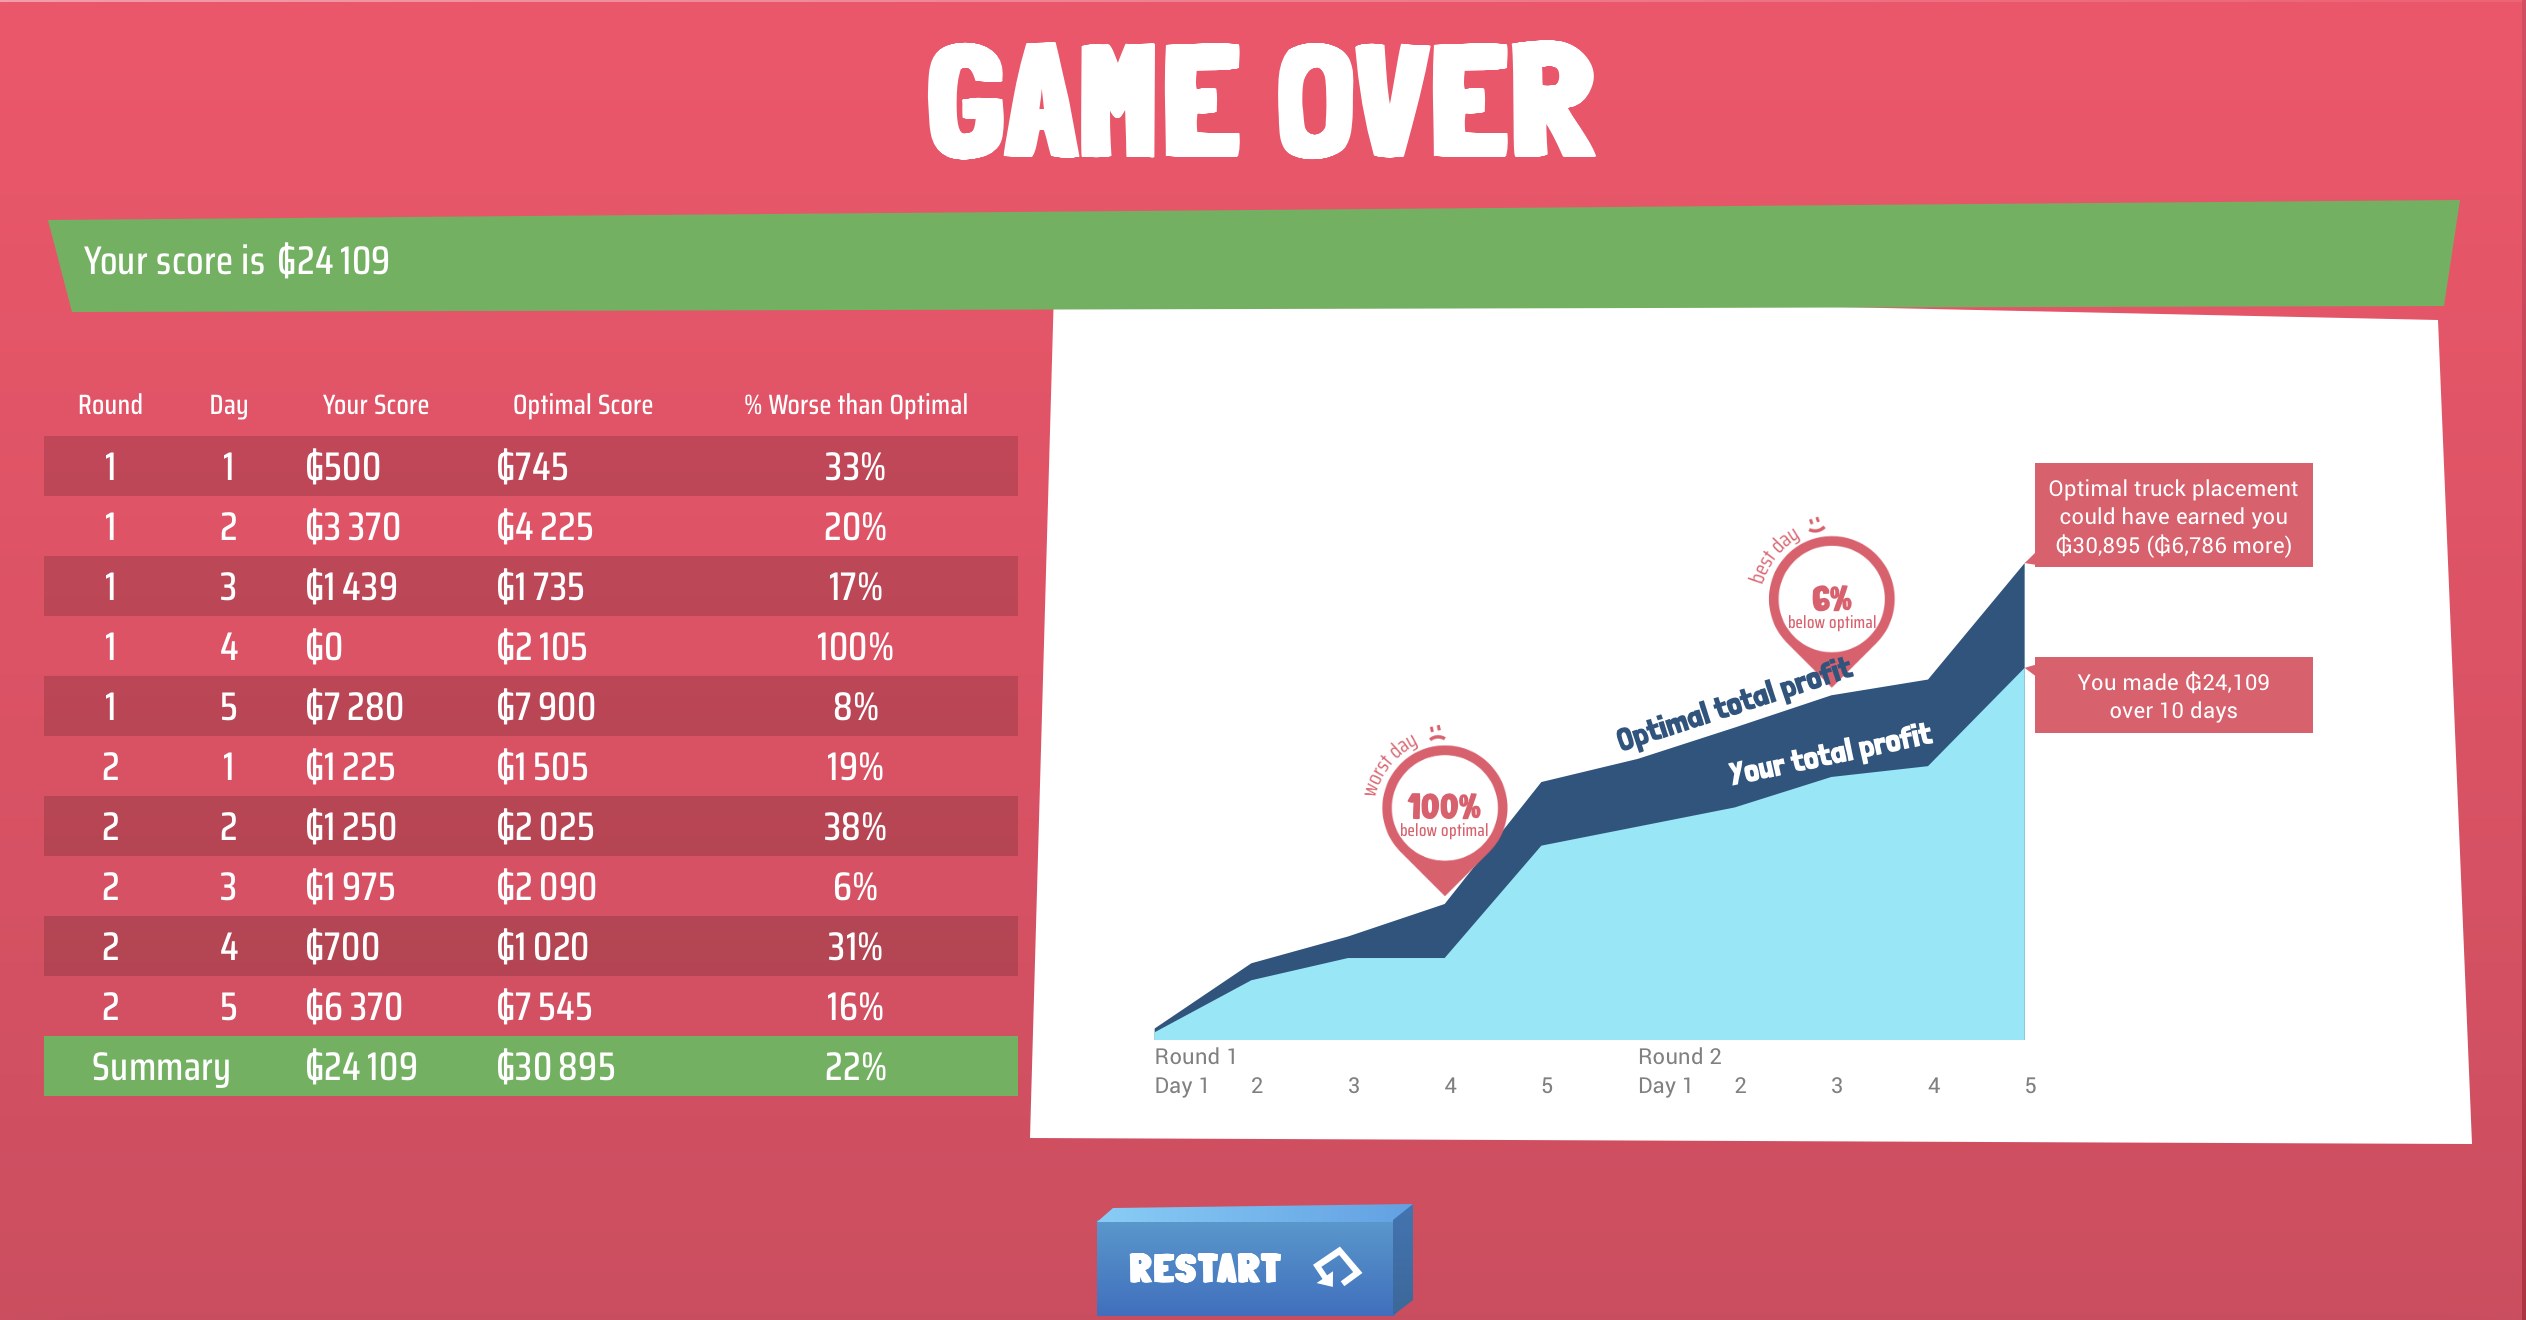 GAME OVER
Your score is ₲24 109
Round Day Your Score Optimal Score % Worse than Optimal
1 1 ₲500 ₲745 33%
1 2 ₲3 370 ₲4 225 20%
1 3 ₲1 439 ₲1 735 17%
1 4 ₲0 ₲2 105 100%
1 5 ₲7 280 ₲7 900 8%
2 1 ₲1 225 ₲1 505 19%
2 2 ₲1 250 ₲2 025 38%
2 3 ₲1 975 ₲2 090 6%
2 4 ₲700 ₲1 020 31%
2 5 ₲6 370 ₲7 545 16%
Summary ₲24 109 ₲30 895 22%
Optimal truck placement
could have earned you
₲30,895 (₲6,786 more)
best day :)
6%
below optimal
Optimal total profit
You made ₲24,109
over 10 days
Your total profit
worst day :(
100%
below optimal
Round 1 Round 2
Day 1 2 3 4 5 Day 1 2 3 4 5
RESTART